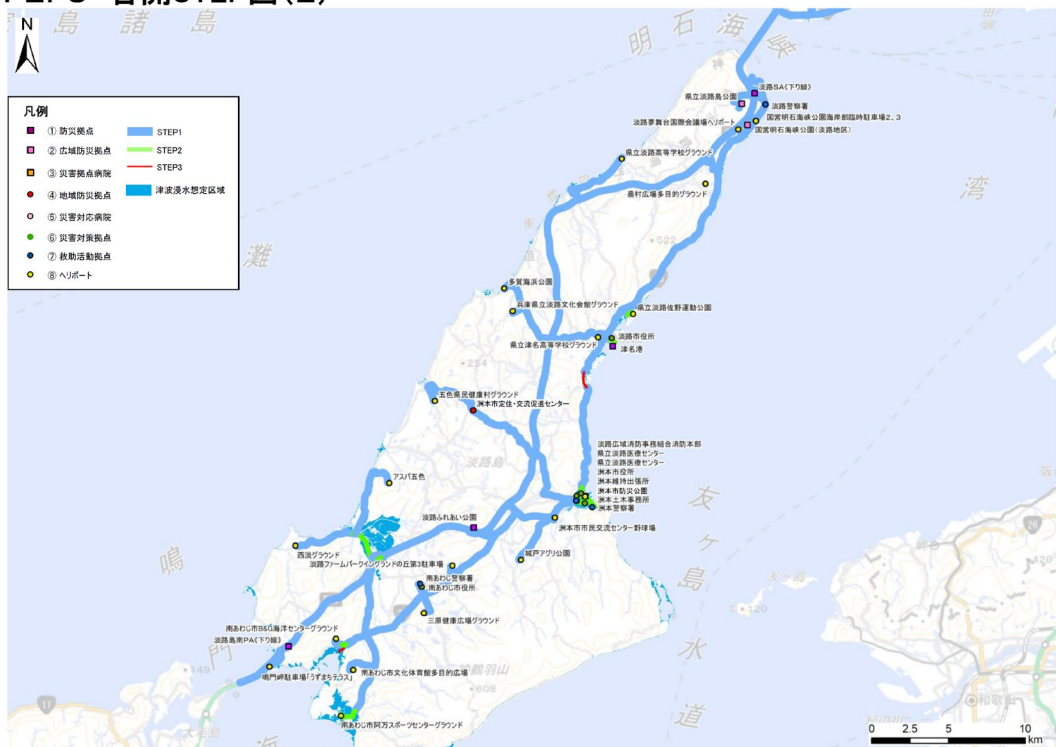 島 諸 島
明石海峡
N
凡例
① 防災拠点
② 広域防災拠点
③ 災害拠点病院
④ 地域防災拠点
⑤ 災害対応病院
⑥ 災害対策拠点
⑦ 救助活動拠点
⑧ ヘリポート
STEP1
STEP2
STEP3
津波浸水想定区域
淡路SA(下り線)
県立淡路島公園
淡路警察署
国営明石海峡公園海岸部臨時駐車場2、3
淡路夢舞台国際会議場ヘリポート
国営明石海峡公園(淡路地区)
県立淡路高等学校グラウンド
農村広場多目的グラウンド
湾
灘
522
多賀海浜公園
兵庫県立淡路文化会館グラウンド
県立淡路佐野運動公園
県立津名高等学校グラウンド
淡路市役所
津名港
254
五色県民健康村グラウンド
洲本市定住・交流促進センター
淡路島
淡路広域消防事務組合消防本部
県立淡路医療センター
県立淡路医療センター
洲本市役所
洲本維持出張所
洲本市防災公園
洲本土木事務所
洲本警察署
アスパ五色
淡路ふれあい公園
洲本市市民交流センター野球場
友ヶ島水道
西淡グラウンド
淡路ファームパークイングランドの丘第3駐車場
城戸アグリ公園
南あわじ警察署
南あわじ市役所
三原健康広場グラウンド
鳴門海
南あわじ市B&G海洋センターグラウンド
淡路島南PA(下り線)
鳴門岬駐車場「うずまちテラス」
南あわじ市文化体育館多目的広場
南あわじ市阿万スポーツセンターグラウンド
149
608
120
420
26
11
和歌山
0 2.5 5 10
km